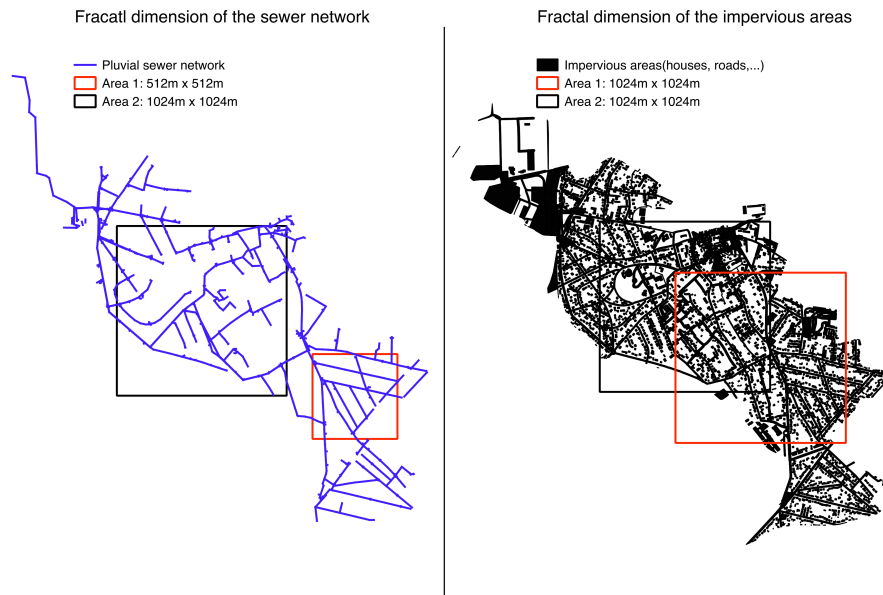 Fracatl dimension of the sewer network
Pluvial sewer network
Area 1: 512m x 512m
Area 2: 1024m x 1024m
Fractal dimension of the impervious areas
Impervious areas(houses, roads,...)
Area 1: 1024m x 1024m
Area 2: 1024m x 1024m